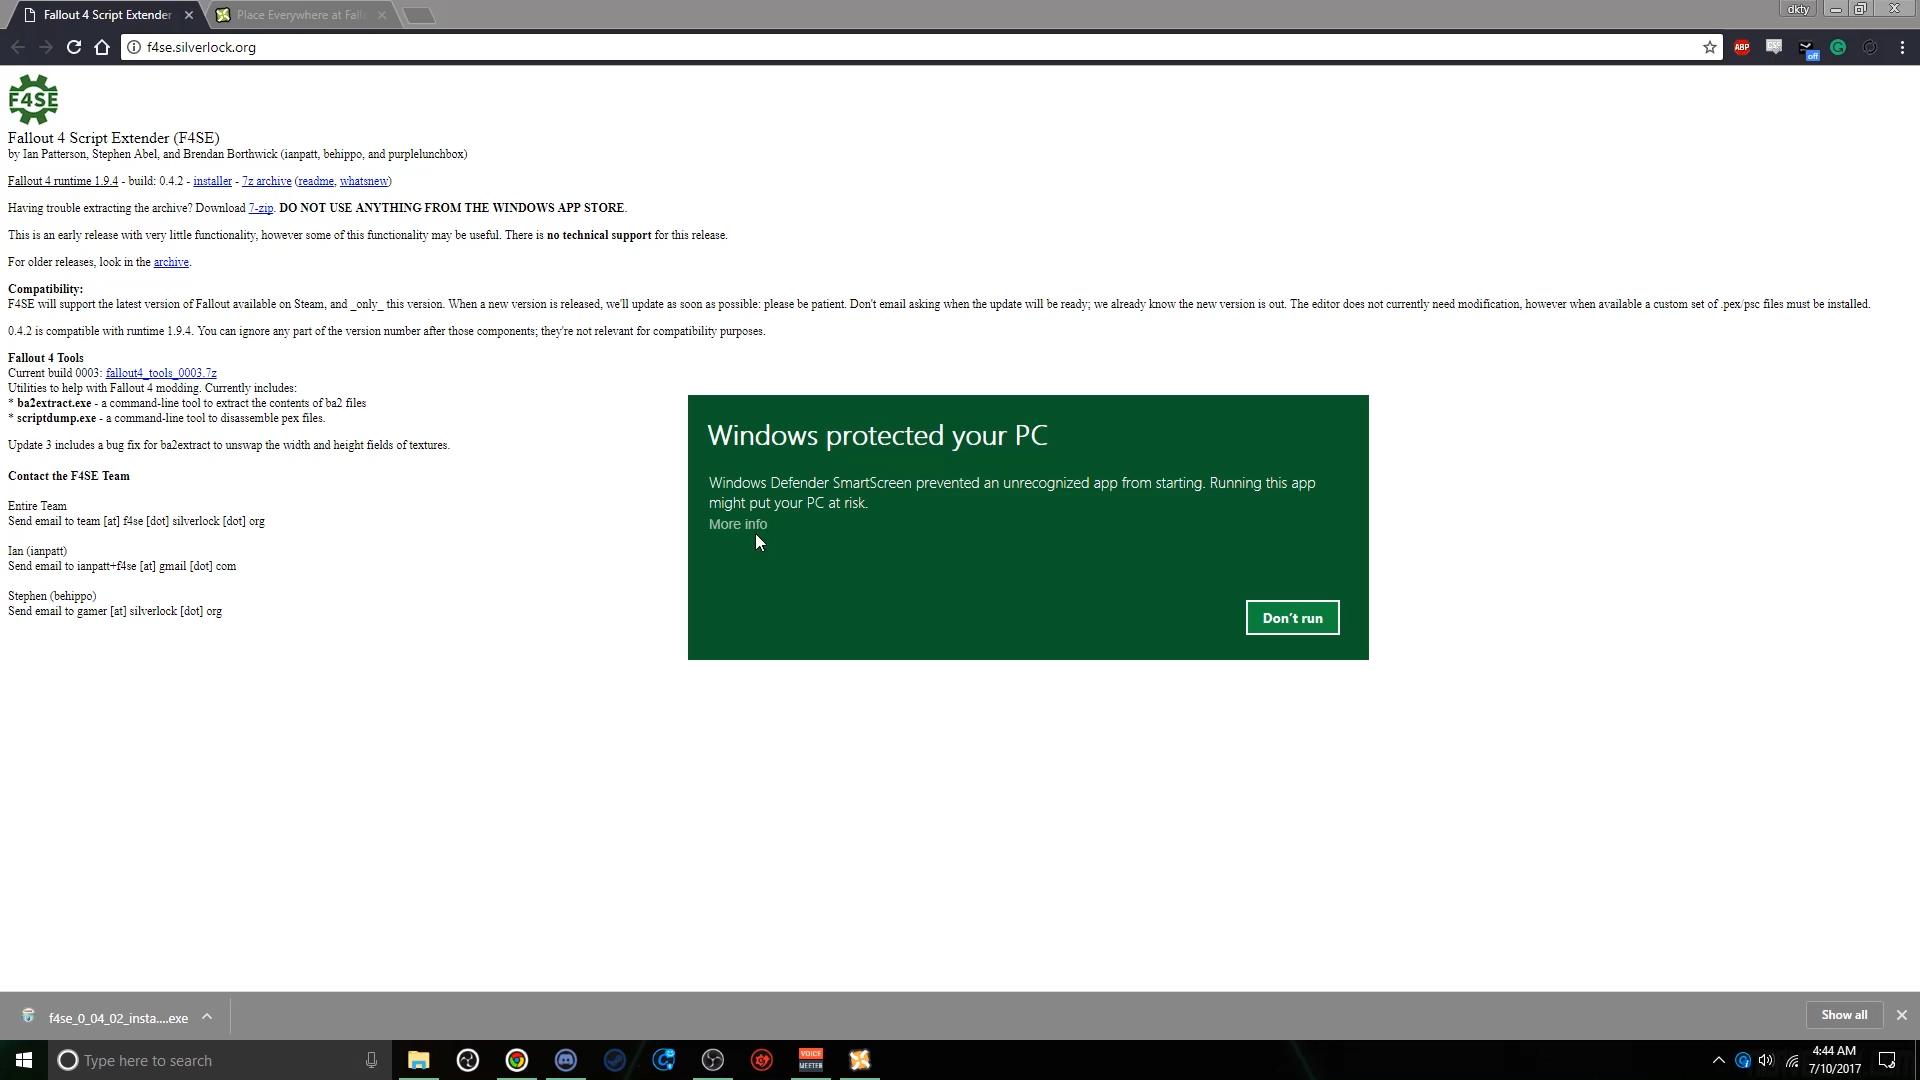 Fallout 4 Script Extender
Place Everywhere at Fall
dkty
f4se.silverlock.org
ABP
off
F4SE
Fallout 4 Script Extender (F4SE)
by Ian Patterson, Stephen Abel, and Brendan Borthwick (ianpatt, behippo, and purplelunchbox)
Fallout 4 runtime 1.9.4 - build: 0.4.2 - installer - 7z archive (readme, whatsnew)
Having trouble extracting the archive? Download 7-zip. DO NOT USE ANYTHING FROM THE WINDOWS APP STORE.
This is an early release with very little functionality, however some of this functionality may be useful. There is no technical support for this release.
For older releases, look in the archive.
Compatibility:
F4SE will support the latest version of Fallout available on Steam, and _only_ this version. When a new version is released, we'll update as soon as possible: please be patient. Don't email asking when the update will be ready; we already know the new version is out. The editor does not currently need modification, however when available a custom set of .pex/psc files must be installed.
0.4.2 is compatible with runtime 1.9.4. You can ignore any part of the version number after those components; they're not relevant for compatibility purposes.
Fallout 4 Tools
Current build 0003: fallout4_tools_0003.7z
Utilities to help with Fallout 4 modding. Currently includes:
* ba2extract.exe - a command-line tool to extract the contents of ba2 files
* scriptdump.exe - a command-line tool to disassemble pex files.
Update 3 includes a bug fix for ba2extract to unswap the width and height fields of textures.
Contact the F4SE Team
Entire Team
Send email to team [at] f4se [dot] silverlock [dot] org
Ian (ianpatt)
Send email to ianpatt+f4se [at] gmail [dot] com
Stephen (behippo)
Send email to gamer [at] silverlock [dot] org
Windows protected your PC
Windows Defender SmartScreen prevented an unrecognized app from starting. Running this app
might put your PC at risk.
More info
Don't run
f4se_0_04_02_insta....exe
Show all
Type here to search
VOICE
MEETER
4:44 AM
7/10/2017